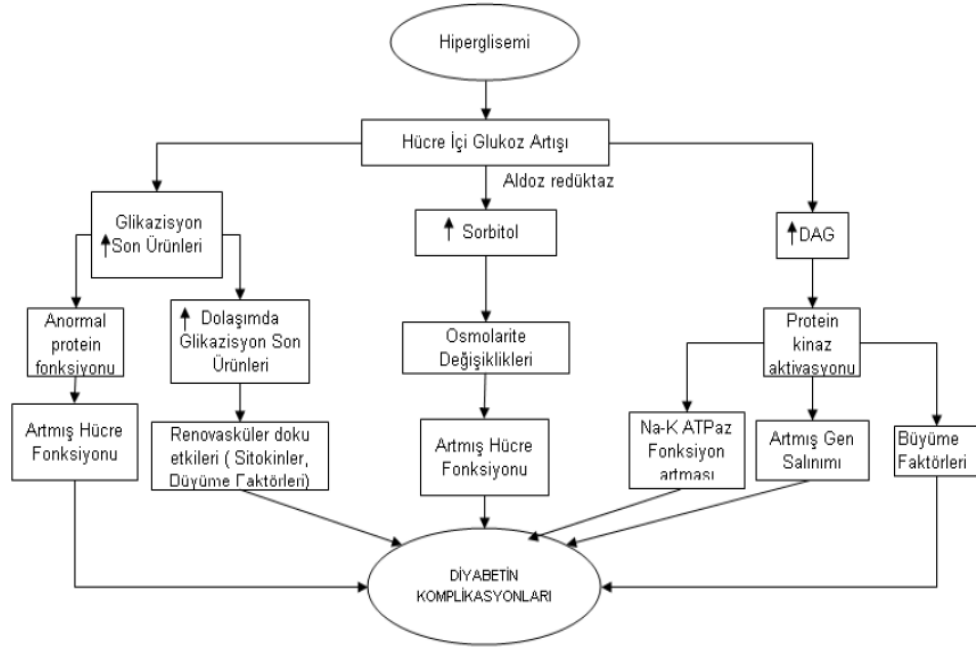 Hiperglisemi
Hücre İçi Glukoz Artışı
Aldoz redüktaz
Glikazisyon
Son Ürünleri
Sorbitol
DAG
Anormal
protein
fonksiyonu
Dolaşımda
Glikazisyon Son
Ürünleri
Osmolarite
Değişiklikleri
Protein
kinaz
aktivasyonu
Artmış Hücre
Fonksiyonu
Renovasküler doku
etkileri ( Sitokinler,
Düyüme Faktörleri)
Artmış Hücre
Fonksiyonu
Na-K ATPaz
Fonksiyon
artması
Artmış Gen
Salınımı
Büyüme
Faktörleri
DİYABETİN
KOMPLİKASYONLARI